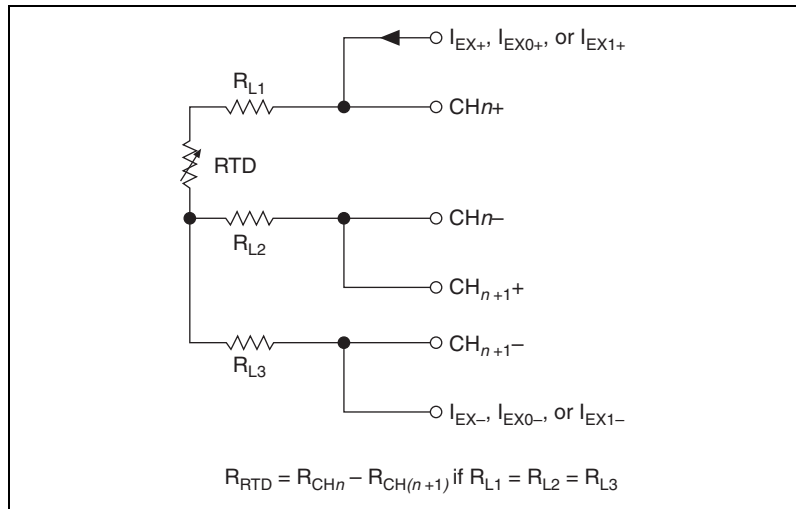 I_EX+, I_EX0+, or I_EX1+
R_L1
CHn+
RTD
CHn–
R_L2
CH_n+1+
CH_n+1–
R_L3
I_EX–, I_EX0–, or I_EX1–
R_RTD = R_CHn – R_CH(n+1) if R_L1 = R_L2 = R_L3